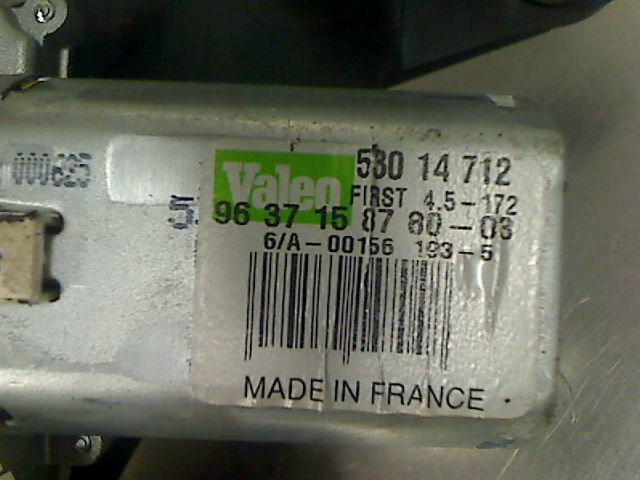 000625
Valeo 530 14 712
FIRST 4.5-172
5. 96 37 15 87 80-03
6/A-00156 193-5
MADE IN FRANCE